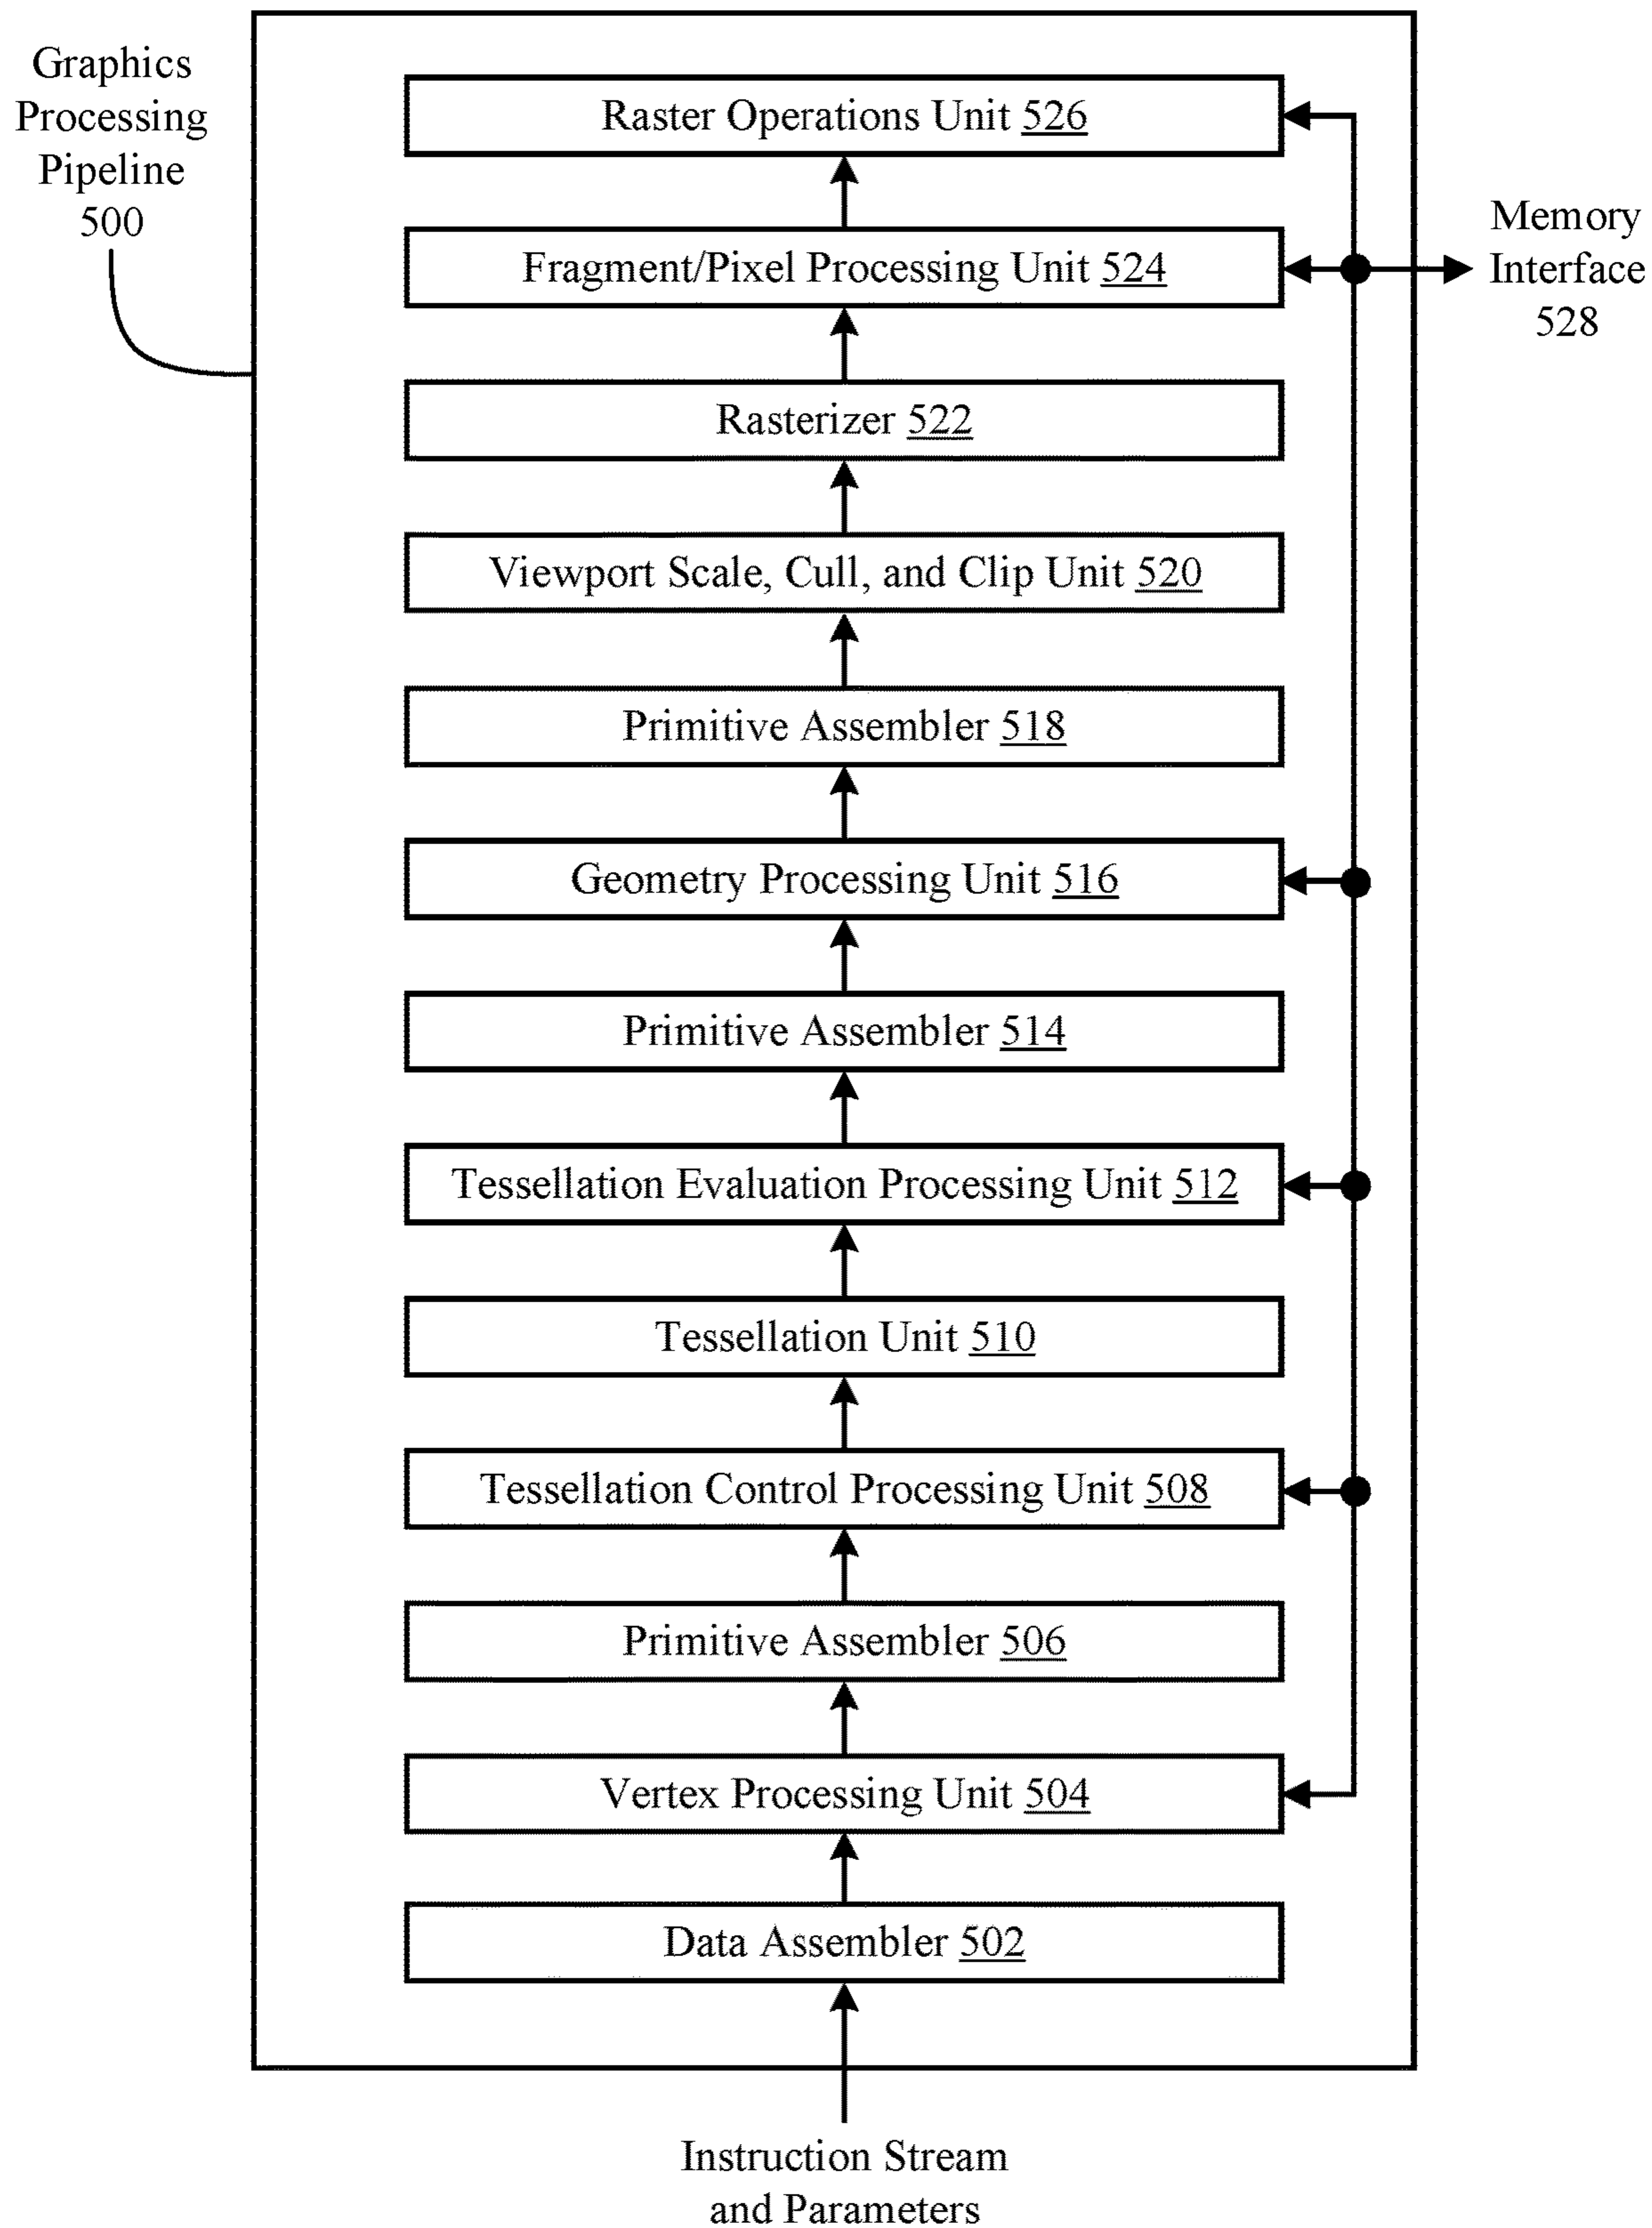 Graphics
Processing
Pipeline
500
Raster Operations Unit 526
Fragment/Pixel Processing Unit 524
Memory
Interface
528
Rasterizer 522
Viewport Scale, Cull, and Clip Unit 520
Primitive Assembler 518
Geometry Processing Unit 516
Primitive Assembler 514
Tessellation Evaluation Processing Unit 512
Tessellation Unit 510
Tessellation Control Processing Unit 508
Primitive Assembler 506
Vertex Processing Unit 504
Data Assembler 502
Instruction Stream
and Parameters